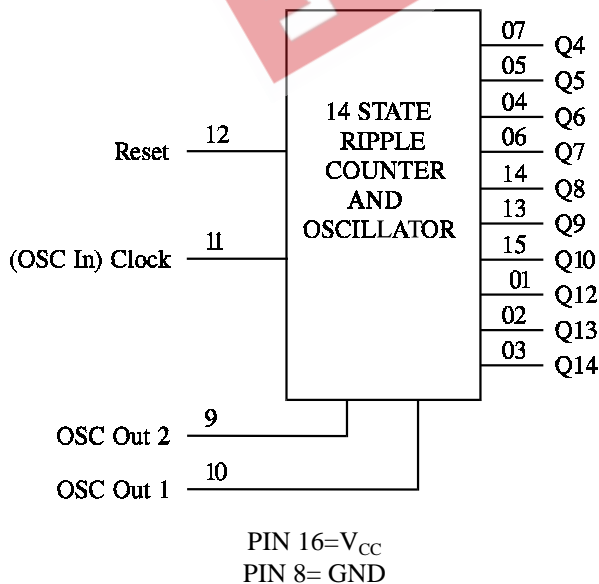 07 Q4
05 Q5
04 Q6
06 Q7
14 Q8
13 Q9
15 Q10
01 Q12
02 Q13
03 Q14
14 STATE
RIPPLE
COUNTER
AND
OSCILLATOR
Reset 12
(OSC In) Clock 11
OSC Out 2 9
OSC Out 1 10
PIN 16=VCC
PIN 8= GND